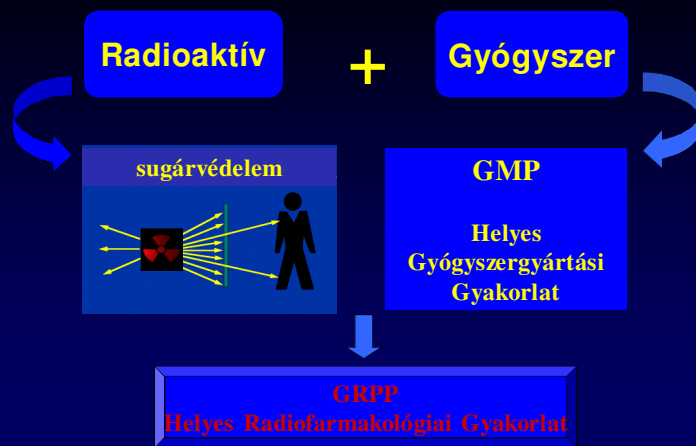 Radioaktív
+
Gyógyszer
sugárvédelem
GMP
Helyes
Gyógyszergyártási
Gyakorlat
GRPP
Helyes Radiofarmakológiai Gyakorlat